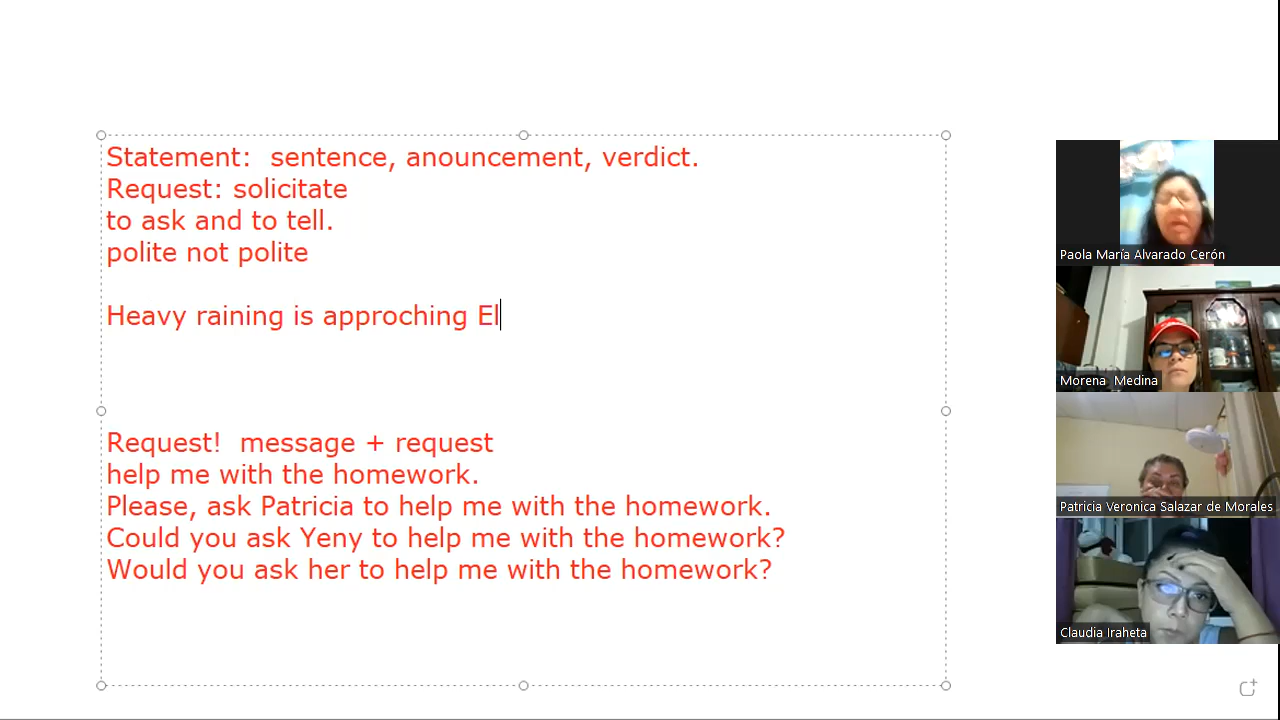 Statement:  sentence, anouncement, verdict.
Request: solicitate
to ask and to tell.
polite not polite
Heavy raining is approching El
Request!  message + request
help me with the homework.
Please, ask Patricia to help me with the homework.
Could you ask Yeny to help me with the homework?
Would you ask her to help me with the homework?
Paola María Alvarado Cerón
Morena  Medina
Patricia Veronica Salazar de Morales
Claudia Iraheta